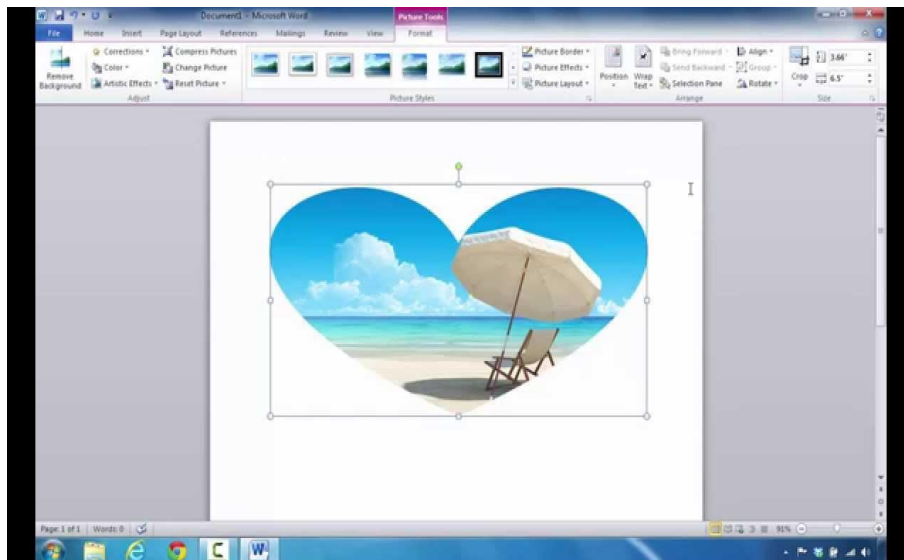 Document1 - Microsoft Word
Picture Tools
File Home Insert Page Layout References Mailings Review View Format
Remove Background
Corrections
Color
Artistic Effects
Compress Pictures
Change Picture
Reset Picture
Adjust
Picture Styles
Picture Border
Picture Effects
Picture Layout
Position
Wrap Text
Bring Forward
Send Backward
Selection Pane
Align
Group
Rotate
Arrange
Crop
3.66"
6.5"
Size
Page: 1 of 1 Words: 0
91%
W
C
W